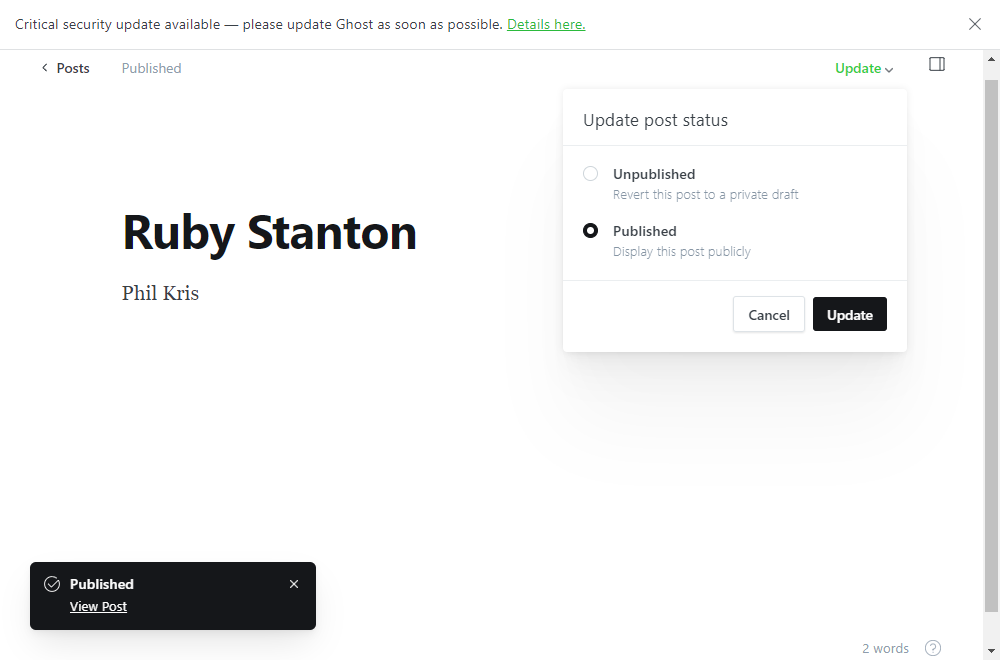 Critical security update available — please update Ghost as soon as possible. Details here.
Posts
Published
Update
Update post status
Unpublished
Revert this post to a private draft
Published
Display this post publicly
Cancel
Update
Ruby Stanton
Phil Kris
Published
View Post
2 words
?